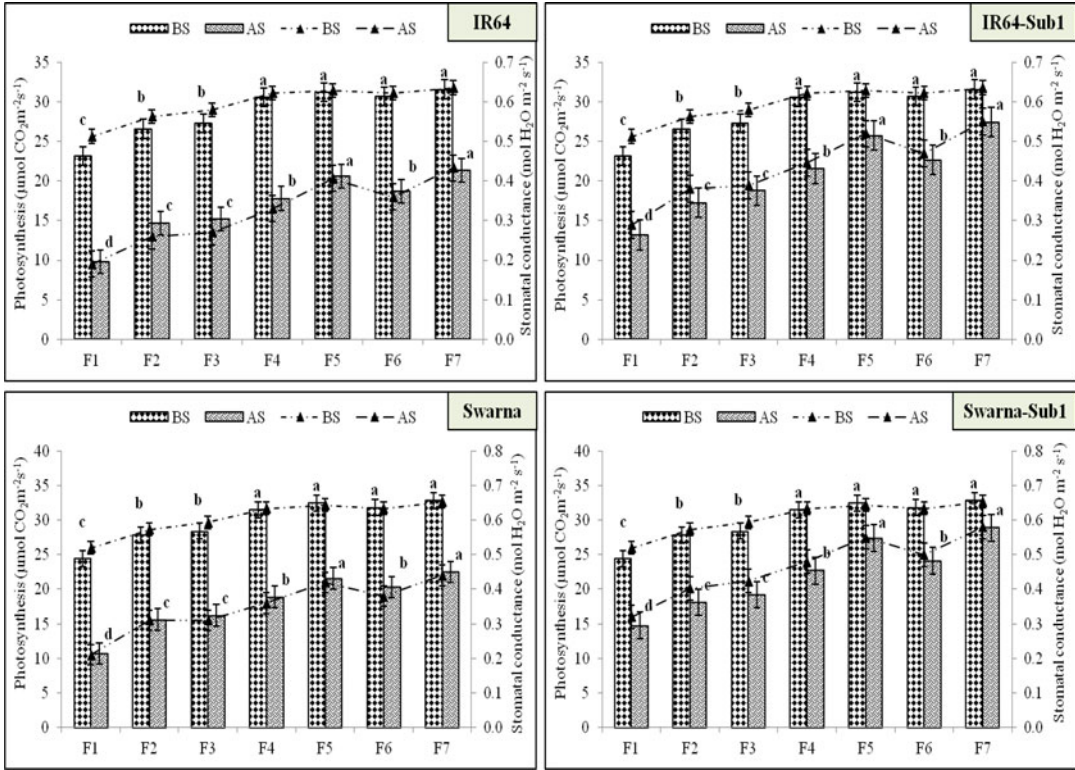 BS AS BS AS
IR64
Photosynthesis (µmol CO₂m⁻²s⁻¹)
35
30
25
20
15
10
5
0
c b b a a a a
d c c b a b a
0.7
0.6
0.5
0.4
0.3
0.2
0.1
0.0
Stomatal conductance (mol H₂O m⁻² s⁻¹)
F1 F2 F3 F4 F5 F6 F7
BS AS BS AS
IR64-Sub1
Photosynthesis (µmol CO₂m⁻²s⁻¹)
35
30
25
20
15
10
5
0
c b b a a a a
d c c b a b a
0.7
0.6
0.5
0.4
0.3
0.2
0.1
0.0
Stomatal conductance (mol H₂O m⁻² s⁻¹)
F1 F2 F3 F4 F5 F6 F7
BS AS BS AS
Swarna
Photosynthesis (µmol CO₂m⁻²s⁻¹)
40
35
30
25
20
15
10
5
0
c b b a a a a
d c c b a b a
0.8
0.7
0.6
0.5
0.4
0.3
0.2
0.1
0.0
Stomatal conductance (mol H₂O m⁻² s⁻¹)
F1 F2 F3 F4 F5 F6 F7
BS AS BS AS
Swarna-Sub1
Photosynthesis (µmol CO₂m⁻²s⁻¹)
40
35
30
25
20
15
10
5
0
c b b a a a a
d c c b a b a
0.8
0.7
0.6
0.5
0.4
0.3
0.2
0.1
0.0
Stomatal conductance (mol H₂O m⁻² s⁻¹)
F1 F2 F3 F4 F5 F6 F7